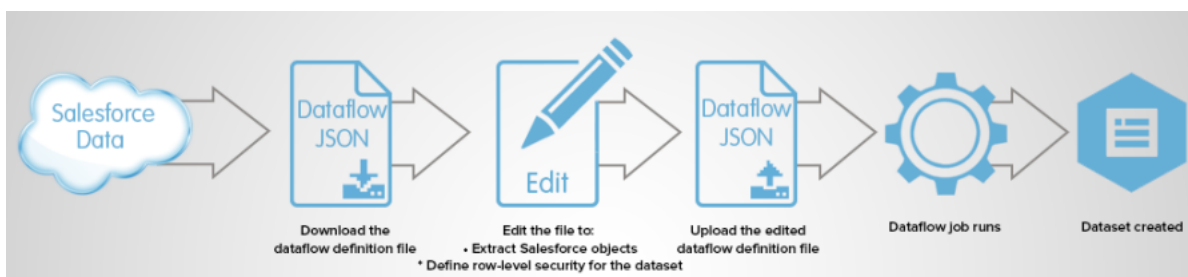 Salesforce
Data
Dataflow
JSON
Edit
Dataflow
JSON
Download the
dataflow definition file
Edit the file to:
• Extract Salesforce objects
* Define row-level security for the dataset
Upload the edited
dataflow definition file
Dataflow job runs
Dataset created